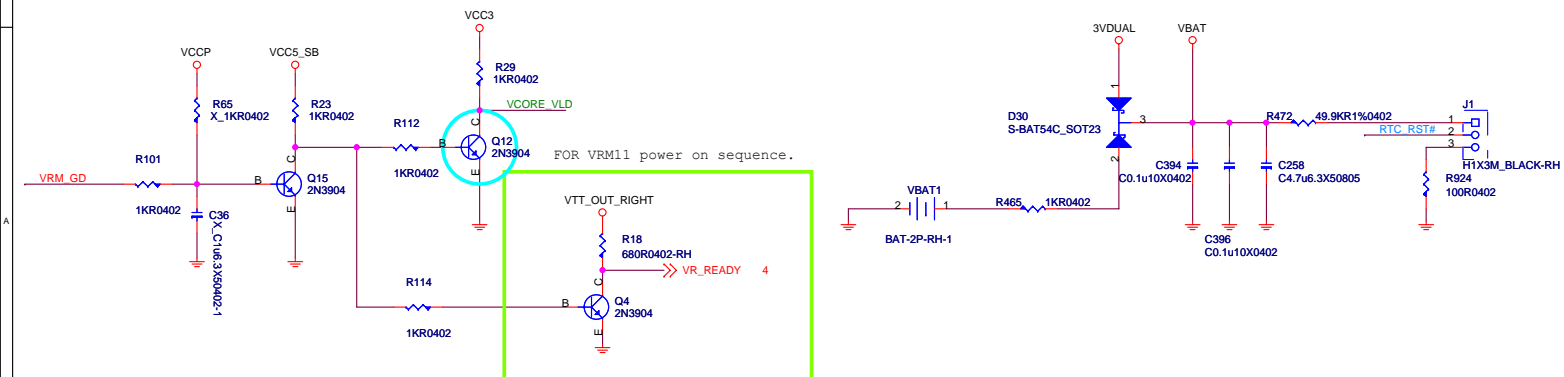 VCC3
VCCP
VCC5_SB
R29
1KR0402
R65
X_1KR0402
R23
1KR0402
VCORE_VLD
R112
C
B
Q12
2N3904
1KR0402
E
FOR VRM11 power on sequence.
R101
VRM_GD
1KR0402
C
B
Q15
2N3904
E
C36
X_C1u6.3X50402-1
VTT_OUT_RIGHT
R18
680R0402-RH
VR_READY 4
R114
1KR0402
C
B
Q4
2N3904
E
A
3VDUAL
VBAT
1
D30
S-BAT54C_SOT23
3
2
R472
49.9KR1%0402
J1
1
RTC_RST#
2
3
H1X3M_BLACK-RH
C394
C0.1u10X0402
C258
C4.7u6.3X50805
R924
100R0402
VBAT1
2
1
R465
1KR0402
BAT-2P-RH-1
C396
C0.1u10X0402